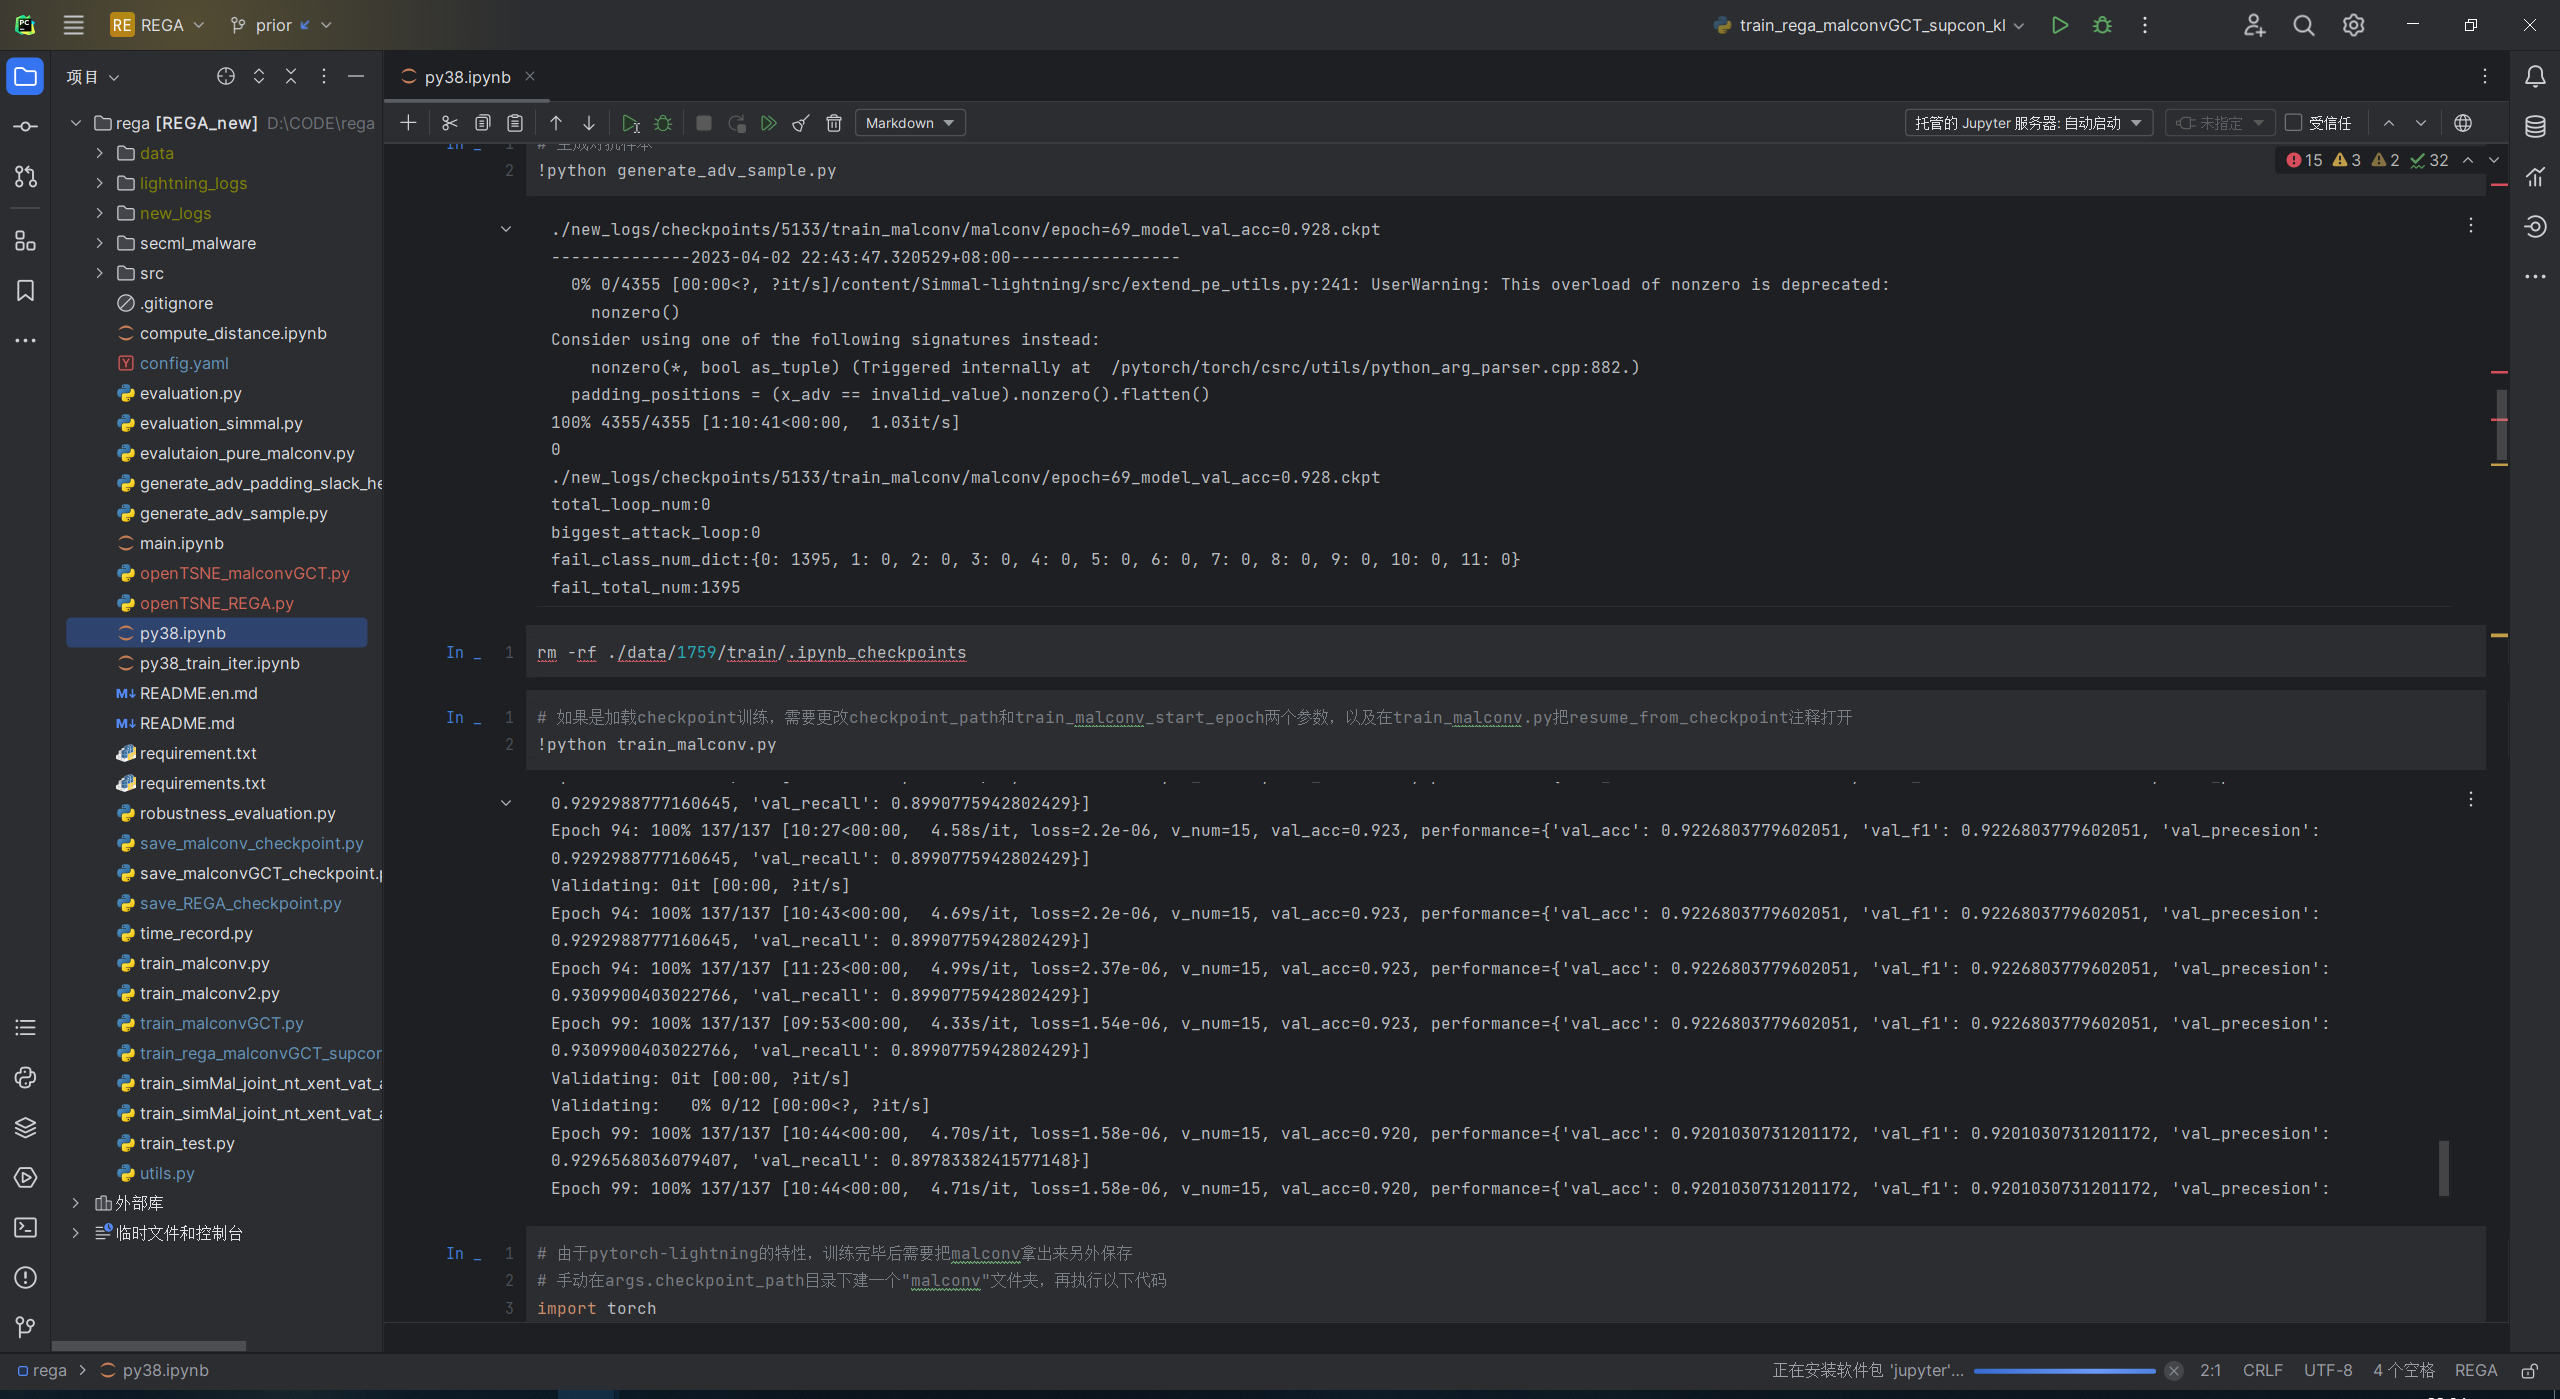 RE REGA prior train_rega_malconvGCT_supcon_kl
项目
py38.ipynb
Markdown
托管的 Jupyter 服务器: 自动启动
未指定
受信任
rega [REGA_new] D:\CODE\rega
data
lightning_logs
new_logs
secml_malware
src
.gitignore
compute_distance.ipynb
config.yaml
evaluation.py
evaluation_simmal.py
evalutaion_pure_malconv.py
generate_adv_padding_slack_he
generate_adv_sample.py
main.ipynb
openTSNE_malconvGCT.py
openTSNE_REGA.py
py38.ipynb
py38_train_iter.ipynb
README.en.md
README.md
requirement.txt
requirements.txt
robustness_evaluation.py
save_malconv_checkpoint.py
save_malconvGCT_checkpoint.p
save_REGA_checkpoint.py
time_record.py
train_malconv.py
train_malconv2.py
train_malconvGCT.py
train_rega_malconvGCT_supcon
train_simMal_joint_nt_xent_vat_a
train_simMal_joint_nt_xent_vat_a
train_test.py
utils.py
外部库
临时文件和控制台
15 3 2 32
In _ 1 # 生成对抗样本
2 !python generate_adv_sample.py
./new_logs/checkpoints/5133/train_malconv/malconv/epoch=69_model_val_acc=0.928.ckpt
--------------2023-04-02 22:43:47.320529+08:00-----------------
0% 0/4355 [00:00<?, ?it/s]/content/Simmal-lightning/src/extend_pe_utils.py:241: UserWarning: This overload of nonzero is deprecated:
nonzero()
Consider using one of the following signatures instead:
nonzero(*, bool as_tuple) (Triggered internally at  /pytorch/torch/csrc/utils/python_arg_parser.cpp:882.)
padding_positions = (x_adv == invalid_value).nonzero().flatten()
100% 4355/4355 [1:10:41<00:00,  1.03it/s]
0
./new_logs/checkpoints/5133/train_malconv/malconv/epoch=69_model_val_acc=0.928.ckpt
total_loop_num:0
biggest_attack_loop:0
fail_class_num_dict:{0: 1395, 1: 0, 2: 0, 3: 0, 4: 0, 5: 0, 6: 0, 7: 0, 8: 0, 9: 0, 10: 0, 11: 0}
fail_total_num:1395
In _ 1 rm -rf ./data/1759/train/.ipynb_checkpoints
In _ 1 # 如果是加载checkpoint训练，需要更改checkpoint_path和train_malconv_start_epoch两个参数，以及在train_malconv.py把resume_from_checkpoint注释打开
2 !python train_malconv.py
0.9292988777160645, 'val_recall': 0.8990775942802429}]
Epoch 94: 100% 137/137 [10:27<00:00,  4.58s/it, loss=2.2e-06, v_num=15, val_acc=0.923, performance={'val_acc': 0.9226803779602051, 'val_f1': 0.9226803779602051, 'val_precesion':
0.9292988777160645, 'val_recall': 0.8990775942802429}]
Validating: 0it [00:00, ?it/s]
Epoch 94: 100% 137/137 [10:43<00:00,  4.69s/it, loss=2.2e-06, v_num=15, val_acc=0.923, performance={'val_acc': 0.9226803779602051, 'val_f1': 0.9226803779602051, 'val_precesion':
0.9292988777160645, 'val_recall': 0.8990775942802429}]
Epoch 94: 100% 137/137 [11:23<00:00,  4.99s/it, loss=2.37e-06, v_num=15, val_acc=0.923, performance={'val_acc': 0.9226803779602051, 'val_f1': 0.9226803779602051, 'val_precesion':
0.9309900403022766, 'val_recall': 0.8990775942802429}]
Epoch 99: 100% 137/137 [09:53<00:00,  4.33s/it, loss=1.54e-06, v_num=15, val_acc=0.923, performance={'val_acc': 0.9226803779602051, 'val_f1': 0.9226803779602051, 'val_precesion':
0.9309900403022766, 'val_recall': 0.8990775942802429}]
Validating: 0it [00:00, ?it/s]
Validating:   0% 0/12 [00:00<?, ?it/s]
Epoch 99: 100% 137/137 [10:44<00:00,  4.70s/it, loss=1.58e-06, v_num=15, val_acc=0.920, performance={'val_acc': 0.9201030731201172, 'val_f1': 0.9201030731201172, 'val_precesion':
0.9296568036079407, 'val_recall': 0.8978338241577148}]
Epoch 99: 100% 137/137 [10:44<00:00,  4.71s/it, loss=1.58e-06, v_num=15, val_acc=0.920, performance={'val_acc': 0.9201030731201172, 'val_f1': 0.9201030731201172, 'val_precesion':
In _ 1 # 由于pytorch-lightning的特性，训练完毕后需要把malconv拿出来另外保存
2 # 手动在args.checkpoint_path目录下建一个"malconv"文件夹，再执行以下代码
3 import torch
rega > py38.ipynb
正在安装软件包 'jupyter'... 2:1 CRLF UTF-8 4 个空格 REGA